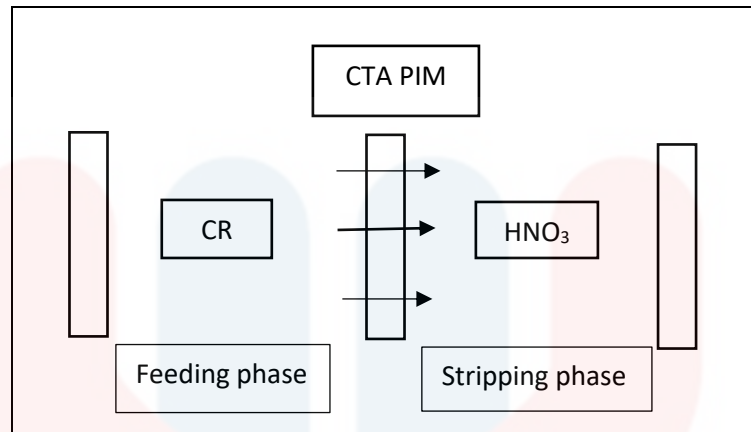 CTA PIM
CR
HNO₃
Feeding phase
Stripping phase